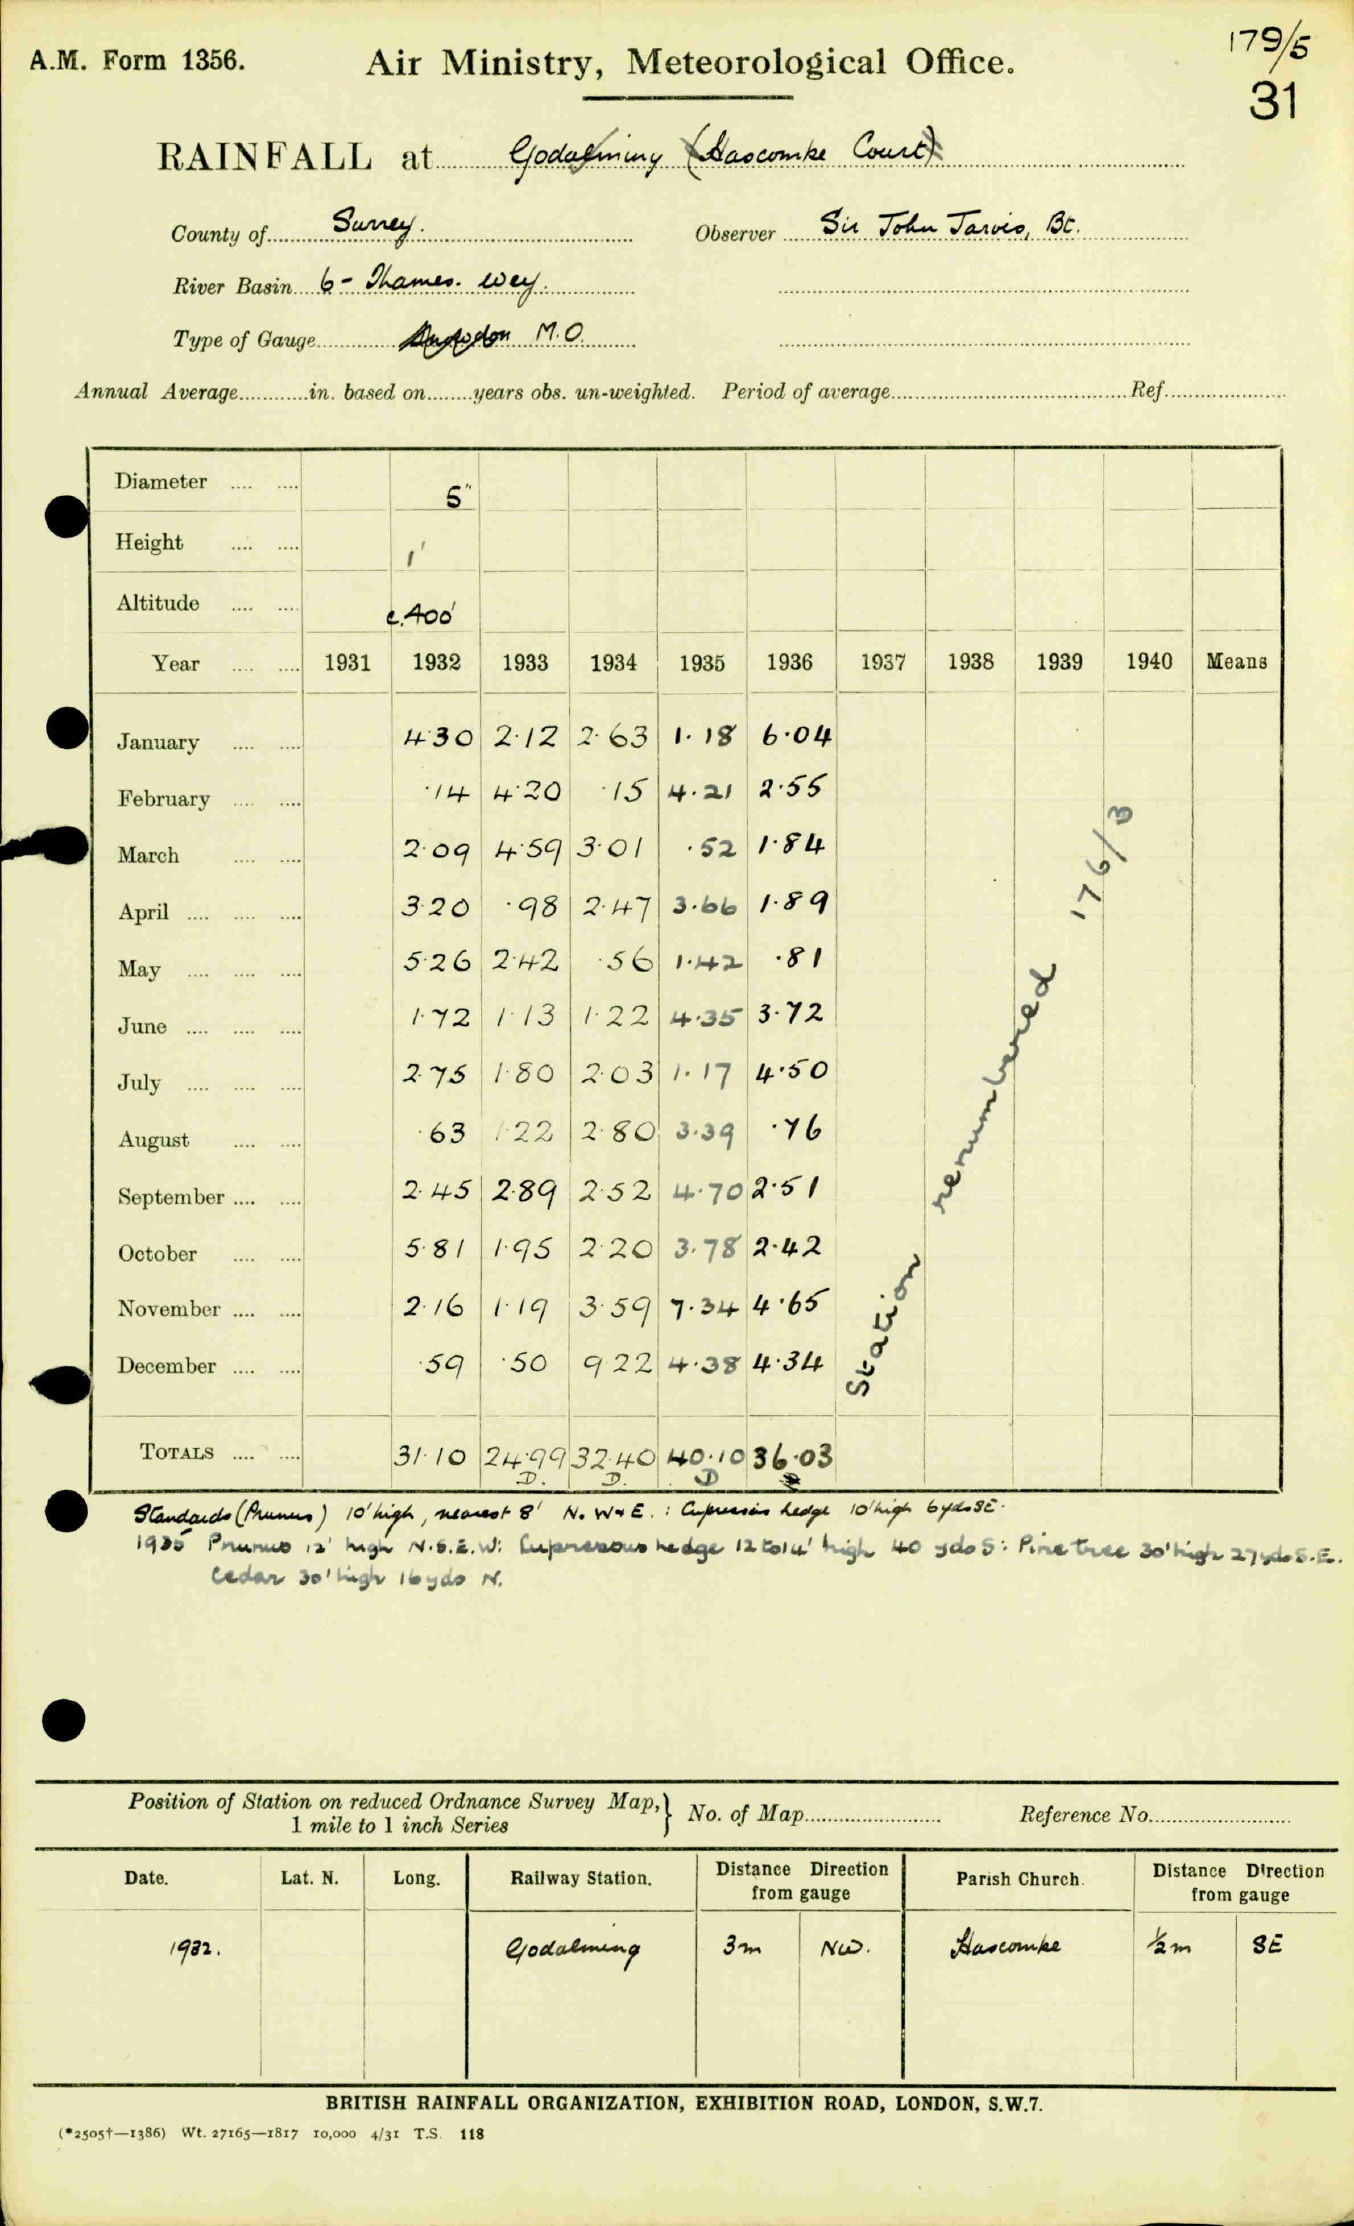 A.M. Form 1356.
Air Ministry, Meteorological Office.
179/5
31
RAINFALL at Godalming (Hascombe Court)
County of Surrey. Observer Sir John Jarvis, Bt.
River Basin 6 - Thames. Wey.
Type of Gauge M.O.
Annual Average............in. based on........years obs. un-weighted. Period of average............Ref............
Diameter .... .... 5"
Height .... .... 1'
Altitude .... .... c.400'
Year .... .... 1931 1932 1933 1934 1935 1936 1937 1938 1939 1940 Means
January .... .... 4·30 2·12 2·63 1·18 6·04
February .... .... ·14 4·20 ·15 4·21 2·55
March .... .... 2·09 4·59 3·01 ·52 1·84
April .... .... .... 3·20 ·98 2·47 3·66 1·89
May .... .... .... 5·26 2·42 ·56 1·42 ·81
June .... .... .... 1·72 1·13 1·22 4·35 3·72
July .... .... .... 2·75 1·80 2·03 1·17 4·50
August .... .... ·63 1·22 2·80 3·39 ·76
September .... .... 2·45 2·89 2·52 4·70 2·51
October .... .... 5·81 1·95 2·20 3·78 2·42
November .... .... 2·16 1·19 3·59 7·34 4·65
December .... .... ·59 ·50 9 22 4·38 4·34
Station renumbered 176/3
TOTALS .... .... 31·10 24·99 32·40 40·10 36·03
D. D. D
Standards (Prunus) 10' high, nearest 8' N. W & E. : Cupressus hedge 10' high 6 yds SE.
1935 Prunus 12' high N.S.E.W: Cupressus hedge 12 to 14' high 40 yds S: Pine tree 30' high 27 yds S.E.
Cedar 30' high 16 yds N.
Position of Station on reduced Ordnance Survey Map, } No. of Map............ Reference No............
1 mile to 1 inch Series
Date. Lat. N. Long. Railway Station. Distance Direction from gauge Parish Church. Distance Direction from gauge
1932. Godalming 3m NW. Hascombe ½m SE
BRITISH RAINFALL ORGANIZATION, EXHIBITION ROAD, LONDON, S.W.7.
(*2505†—1386) Wt. 27165—1817 10,000 4/31 T.S. 118